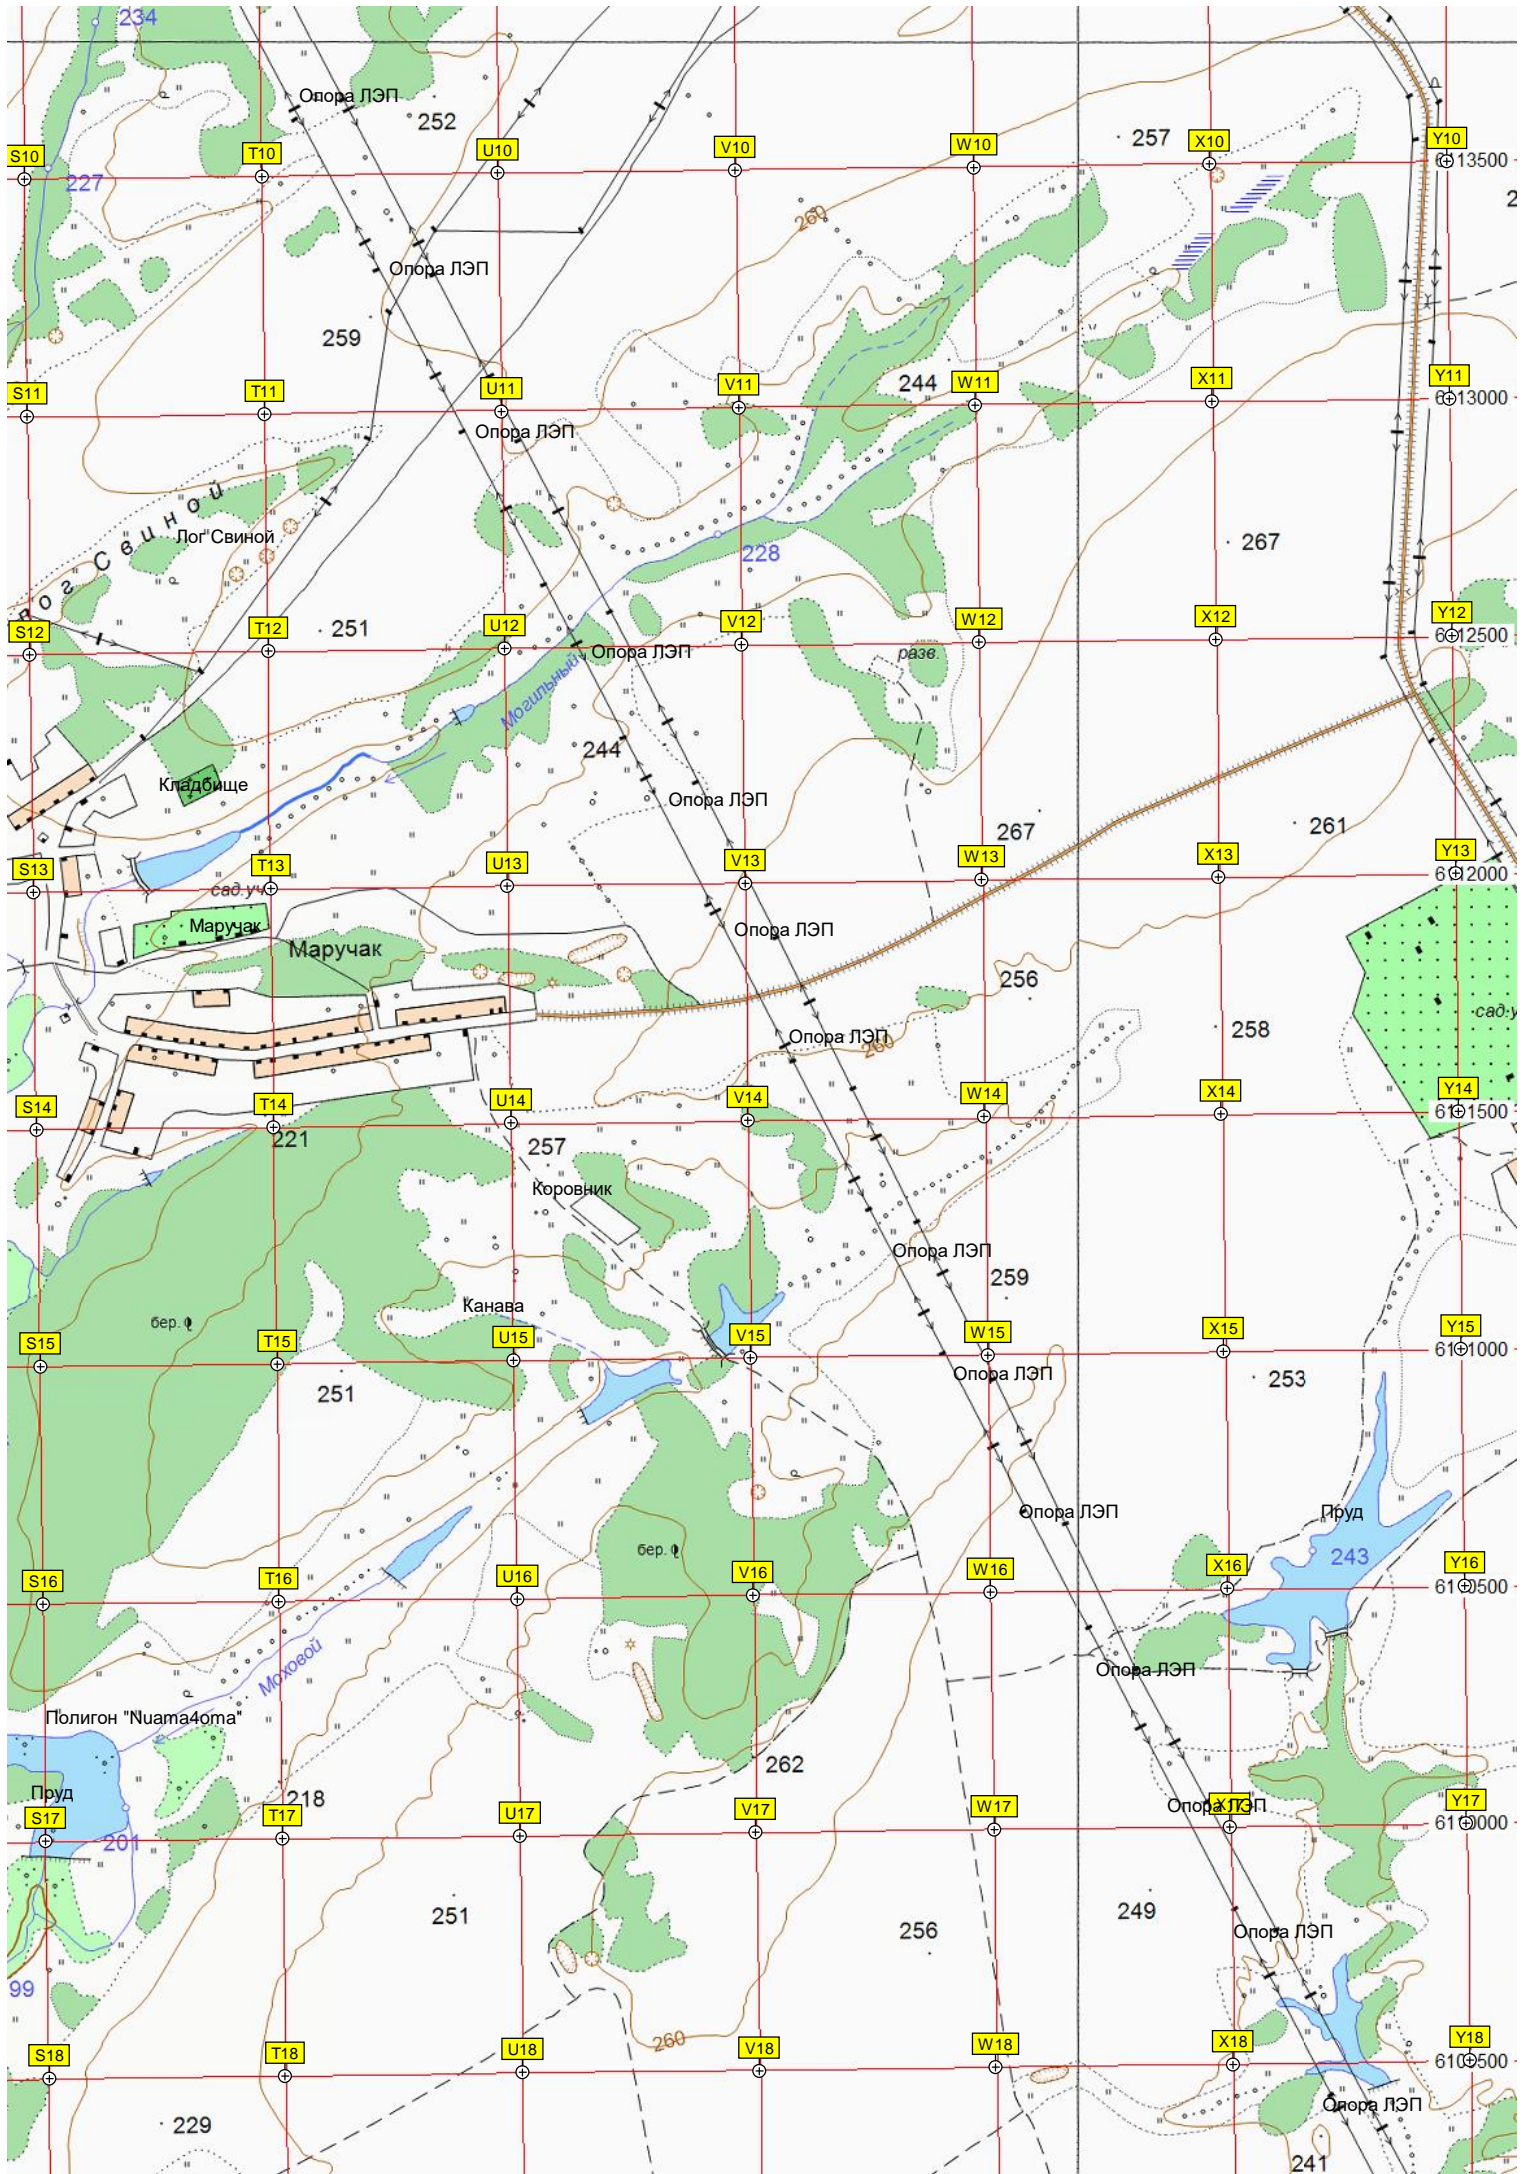 234
Опора ЛЭП
252
257
S10
T10
U10
V10
W10
X10
Y10
6113500
227
2
260
Опора ЛЭП
259
244
S11
T11
U11
V11
W11
X11
Y11
6113000
Опора ЛЭП
лог Свиной
Лог Свиной
228
267
S12
T12
251
U12
V12
W12
X12
Y12
6112500
Опора ЛЭП
разв.
Могильный
244
Кладбище
Опора ЛЭП
267
261
S13
T13
U13
V13
W13
X13
Y13
6112000
сад.уч.
Маручак
Маручак
Опора ЛЭП
256
258
сад.у
Опора ЛЭП
260
S14
T14
U14
V14
W14
X14
Y14
6111500
221
257
Коровник
Опора ЛЭП
259
Канава
бер.
S15
T15
U15
V15
W15
X15
Y15
6111000
251
Опора ЛЭП
253
Опора ЛЭП
Пруд
бер.
243
S16
T16
U16
V16
W16
X16
Y16
6110500
Моховой
Опора ЛЭП
Полигон "Nuama4oma"
262
Пруд
218
Опора ЛЭП
S17
T17
U17
V17
W17
X17
Y17
6110000
201
251
256
249
Опора ЛЭП
99
260
S18
T18
U18
V18
W18
X18
Y18
6109500
229
Опора ЛЭП
241